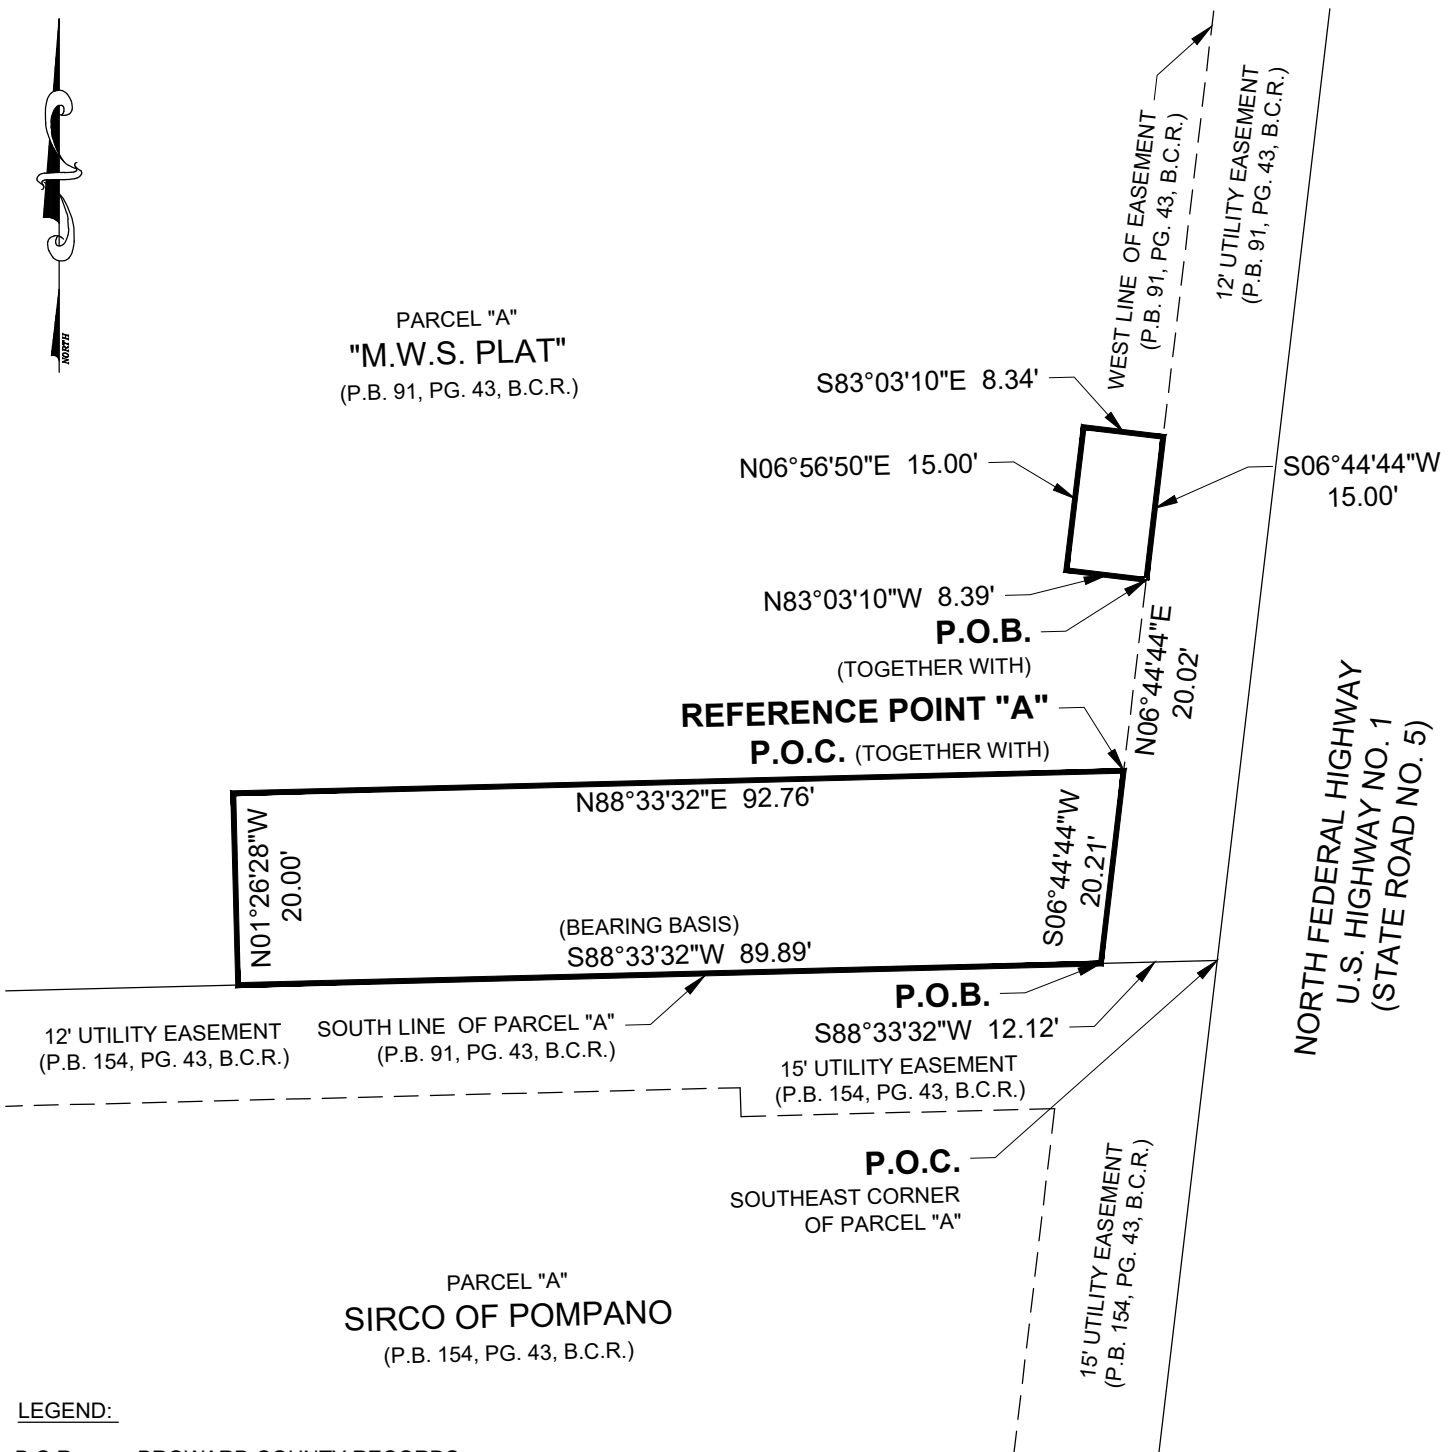 NORTH
WEST LINE OF EASEMENT
(P.B. 91, PG. 43, B.C.R.)
12' UTILITY EASEMENT
(P.B. 91, PG. 43, B.C.R.)
PARCEL "A"
"M.W.S. PLAT"
(P.B. 91, PG. 43, B.C.R.)
S83°03'10"E 8.34'
N06°56'50"E 15.00'
S06°44'44"W
15.00'
N83°03'10"W 8.39'
P.O.B.
(TOGETHER WITH)
N06°44'44"E
20.02'
REFERENCE POINT "A"
P.O.C. (TOGETHER WITH)
NORTH FEDERAL HIGHWAY
U.S. HIGHWAY NO. 1
(STATE ROAD NO. 5)
N88°33'32"E 92.76'
N01°26'28"W
20.00'
S06°44'44"W
20.21'
(BEARING BASIS)
S88°33'32"W 89.89'
P.O.B.
S88°33'32"W 12.12'
12' UTILITY EASEMENT
(P.B. 154, PG. 43, B.C.R.)
SOUTH LINE OF PARCEL "A"
(P.B. 91, PG. 43, B.C.R.)
15' UTILITY EASEMENT
(P.B. 154, PG. 43, B.C.R.)
P.O.C.
SOUTHEAST CORNER
OF PARCEL "A"
15' UTILITY EASEMENT
(P.B. 154, PG. 43, B.C.R.)
PARCEL "A"
SIRCO OF POMPANO
(P.B. 154, PG. 43, B.C.R.)
LEGEND:
B.C.R. BROWARD COUNTY RECORDS